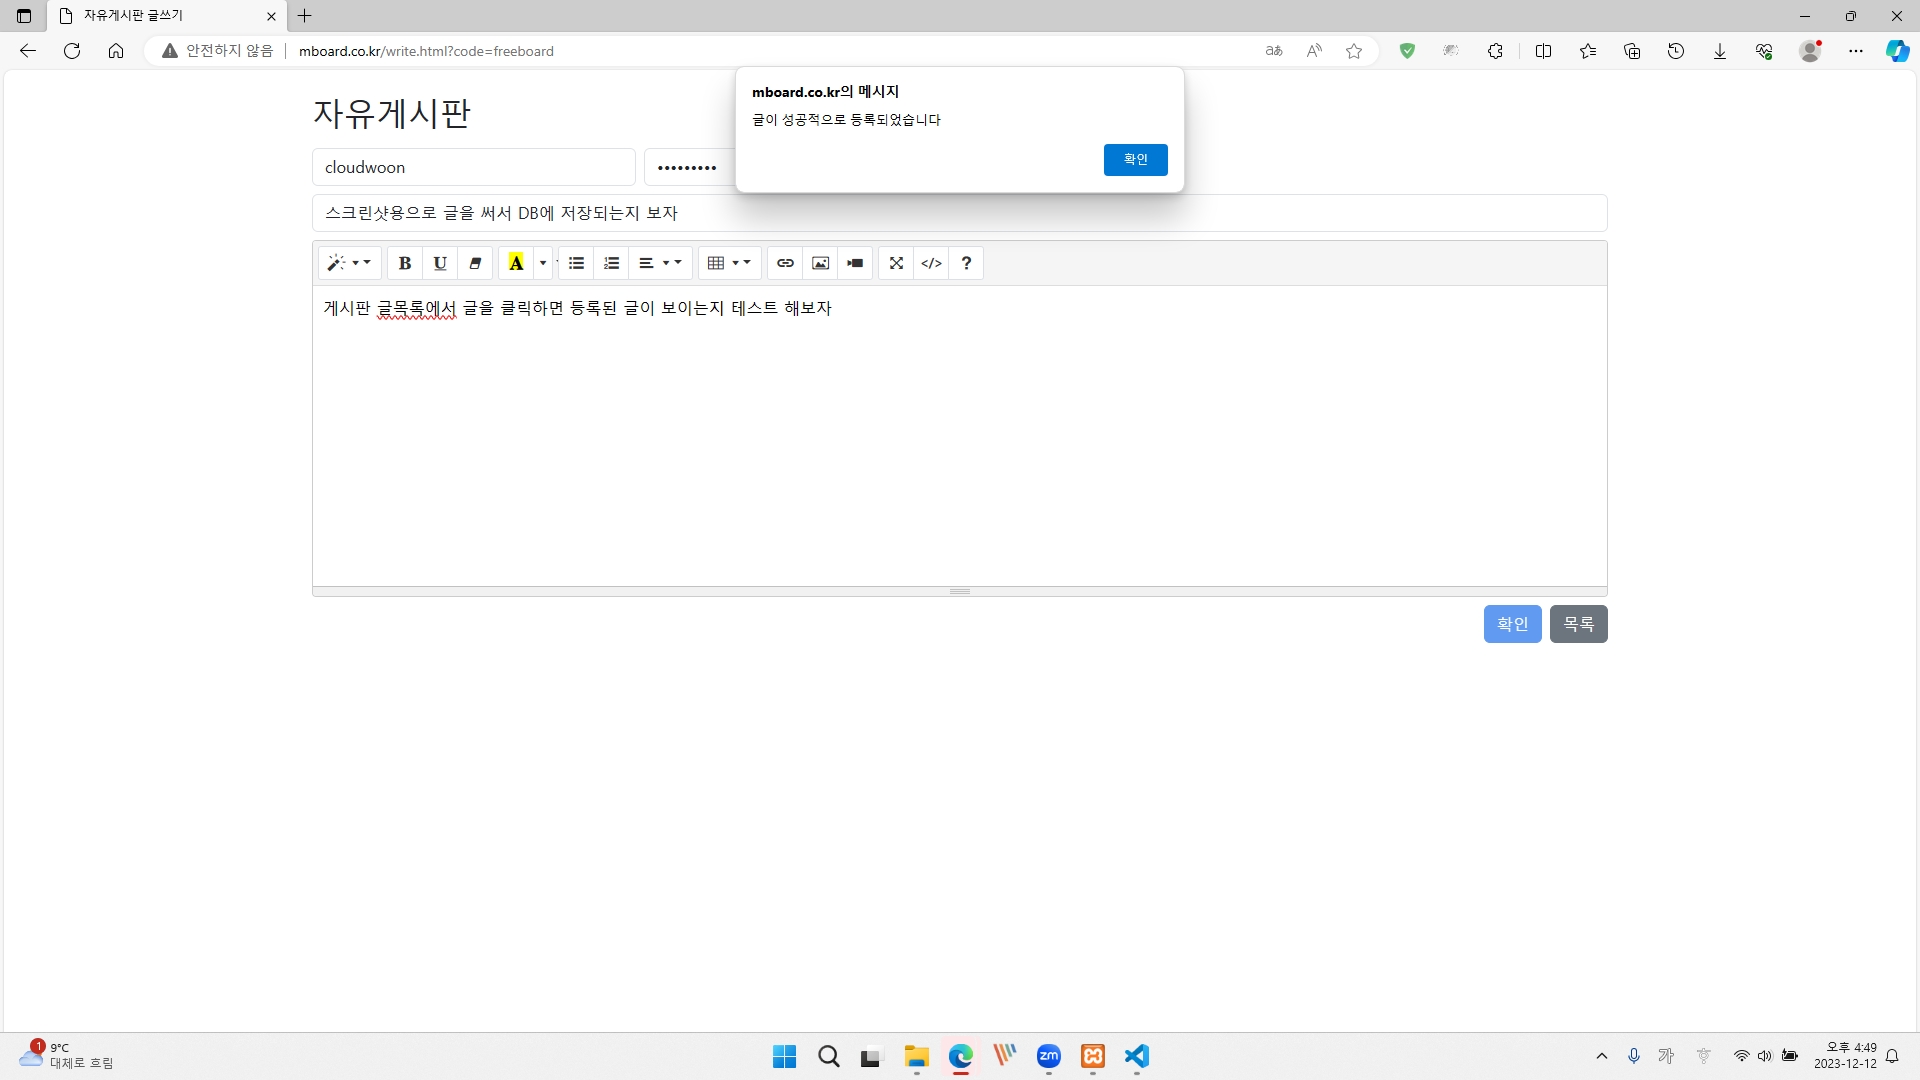 자유게시판 글쓰기
안전하지 않음
mboard.co.kr/write.html?code=freeboard
mboard.co.kr의 메시지
글이 성공적으로 등록되었습니다
확인
자유게시판
cloudwoon
•••••••••
스크린샷용으로 글을 써서 DB에 저장되는지 보자
B U A </> ?
게시판 글목록에서 글을 클릭하면 등록된 글이 보이는지 테스트 해보자
확인 목록
1
9°C
대체로 흐림
zm
가
오후 4:49
2023-12-12